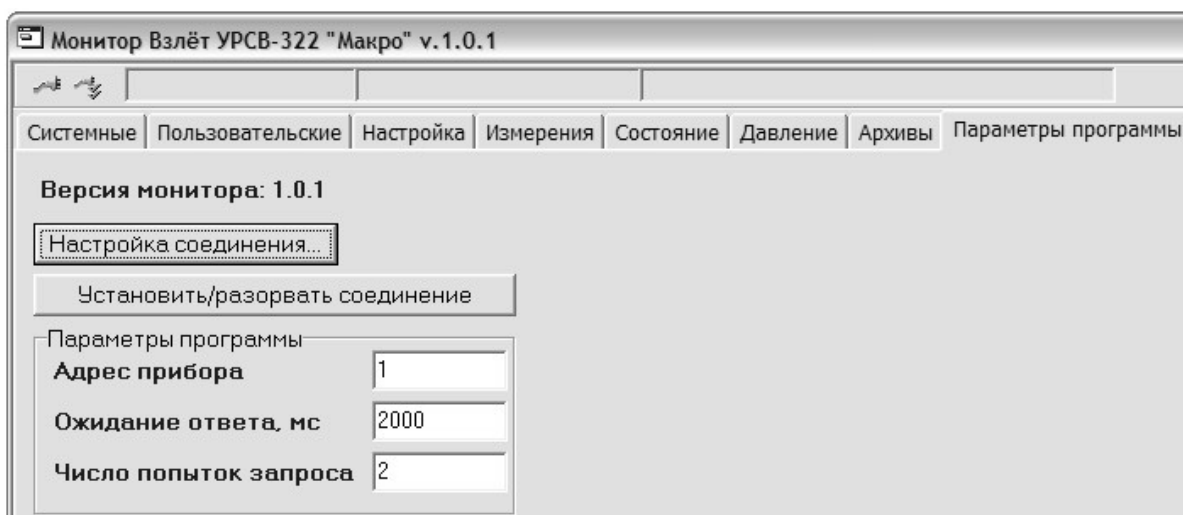 Монитор Взлёт УРСВ-322 "Макро" v.1.0.1
Системные Пользовательские Настройка Измерения Состояние Давление Архивы Параметры программы
Версия монитора: 1.0.1
Настройка соединения...
Установить/разорвать соединение
Параметры программы
Адрес прибора 1
Ожидание ответа, мс 2000
Число попыток запроса 2